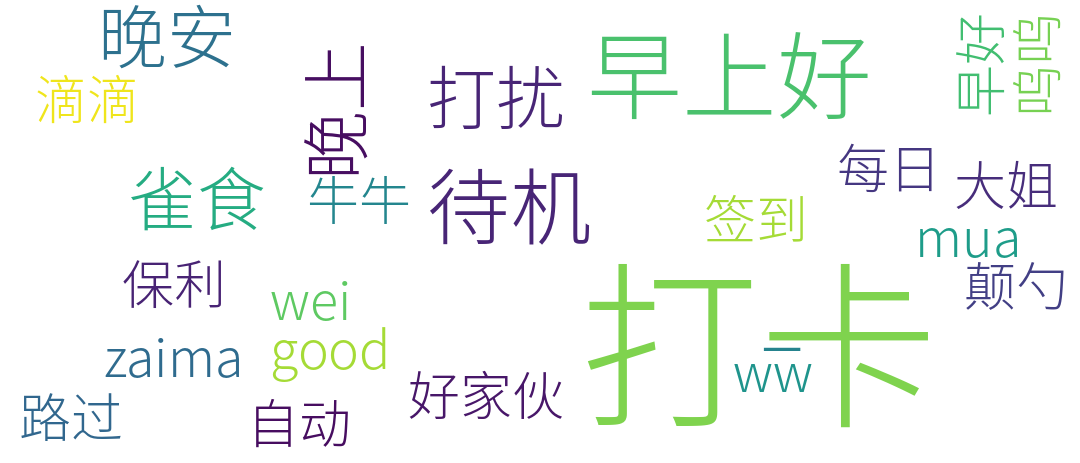 晚安
滴滴
晚上
打扰
早上好
早好
呜呜
雀食
牛牛
待机
每日
大姐
签到
mua
保利
wei
颠勺
zaima
good
打卡
一
ww
好家伙
路过
自动